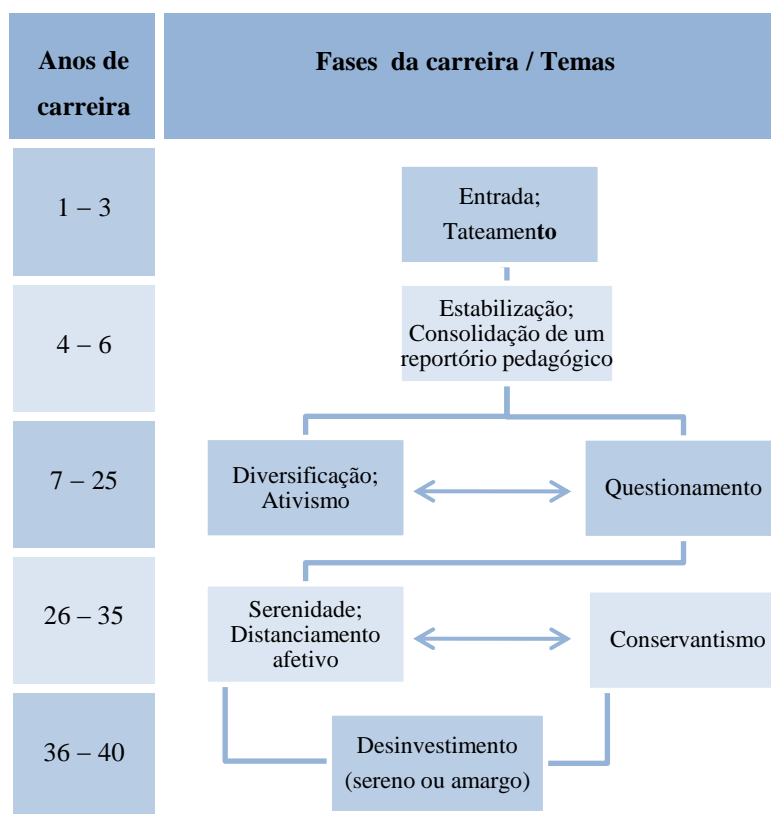 Anos de
carreira
Fases da carreira / Temas
1 – 3
Entrada;
Tateamento
4 – 6
Estabilização;
Consolidação de um
reportório pedagógico
7 – 25
Diversificação;
Ativismo
Questionamento
26 – 35
Serenidade;
Distanciamento
afetivo
Conservantismo
36 – 40
Desinvestimento
(sereno ou amargo)